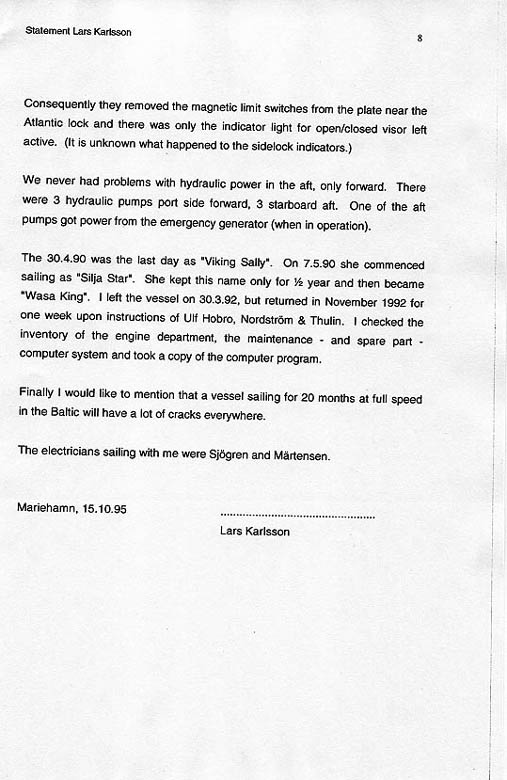 Statement Lars Karlsson
8
Consequently they removed the magnetic limit switches from the plate near the
Atlantic lock and there was only the indicator light for open/closed visor left
active. (It is unknown what happened to the sidelock indicators.)
We never had problems with hydraulic power in the aft, only forward. There
were 3 hydraulic pumps port side forward, 3 starboard aft. One of the aft
pumps got power from the emergency generator (when in operation).
The 30.4.90 was the last day as "Viking Sally". On 7.5.90 she commenced
sailing as "Silja Star". She kept this name only for ½ year and then became
"Wasa King". I left the vessel on 30.3.92, but returned in November 1992 for
one week upon instructions of Ulf Hobro, Nordström & Thulin. I checked the
inventory of the engine department, the maintenance - and spare part -
computer system and took a copy of the computer program.
Finally I would like to mention that a vessel sailing for 20 months at full speed
in the Baltic will have a lot of cracks everywhere.
The electricians sailing with me were Sjögren and Mårtensen.
Mariehamn, 15.10.95
................................................
Lars Karlsson